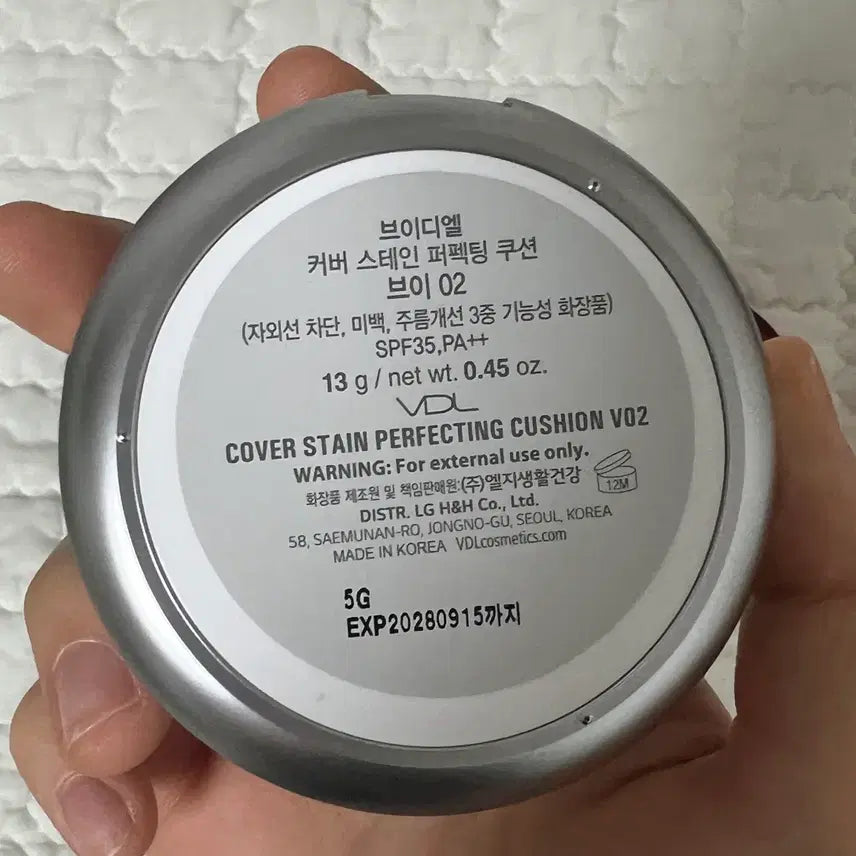 브이디엘
커버 스테인 퍼펙팅 쿠션
브이 02
(자외선 차단, 미백, 주름개선 3중 기능성 화장품)
SPF35,PA++
13 g / net wt. 0.45 oz.
VDL
COVER STAIN PERFECTING CUSHION V02
WARNING: For external use only.
화장품 제조원 및 책임판매원:(주)엘지생활건강
12M
DISTR. LG H&H Co., Ltd.
58, SAEMUNAN-RO, JONGNO-GU, SEOUL, KOREA
MADE IN KOREA VDLcosmetics.com
5G
EXP20280915까지